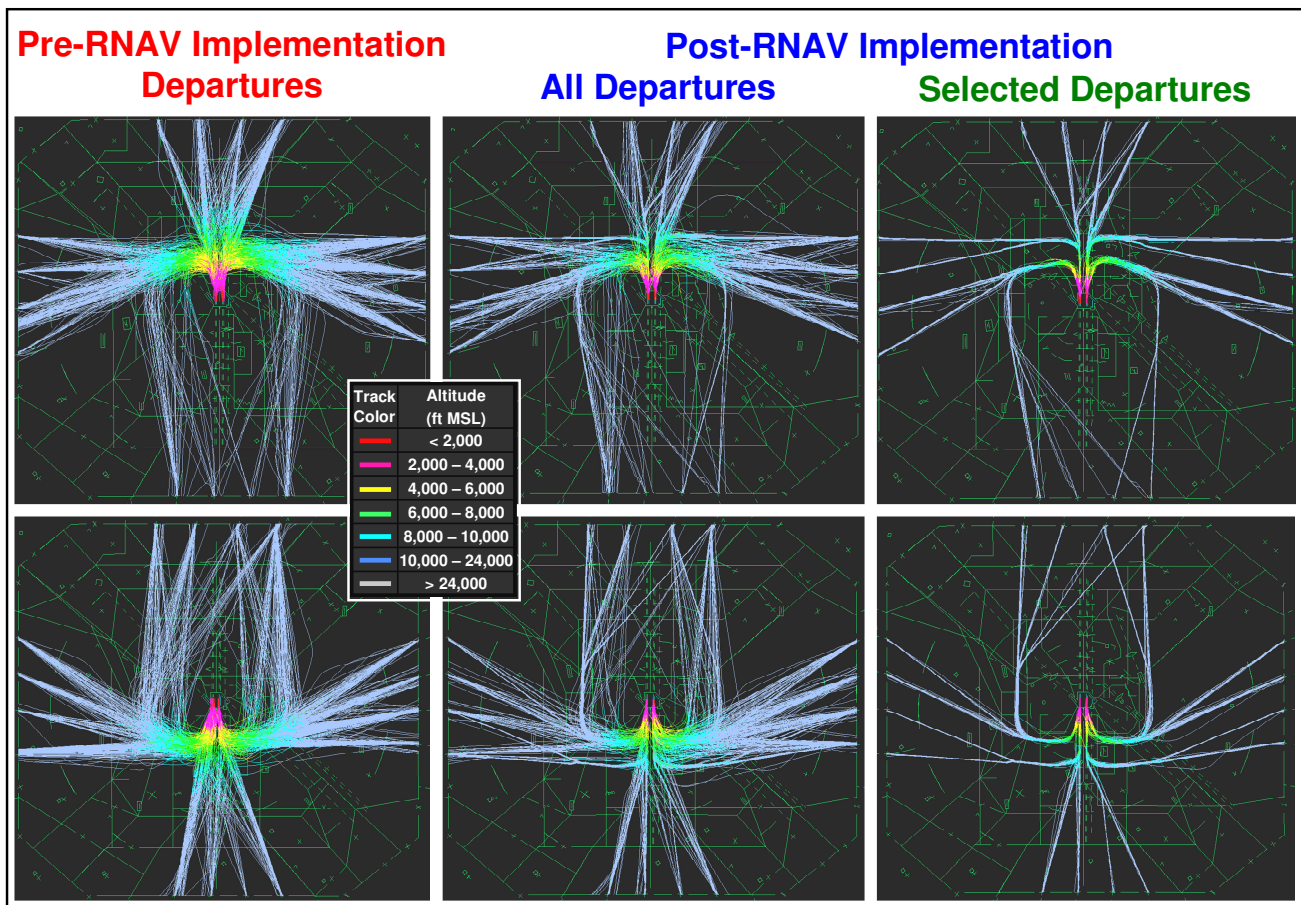 Pre-RNAV Implementation
Departures
Post-RNAV Implementation
All Departures
Selected Departures
Track Color
Altitude (ft MSL)
< 2,000
2,000 – 4,000
4,000 – 6,000
6,000 – 8,000
8,000 – 10,000
10,000 – 24,000
> 24,000